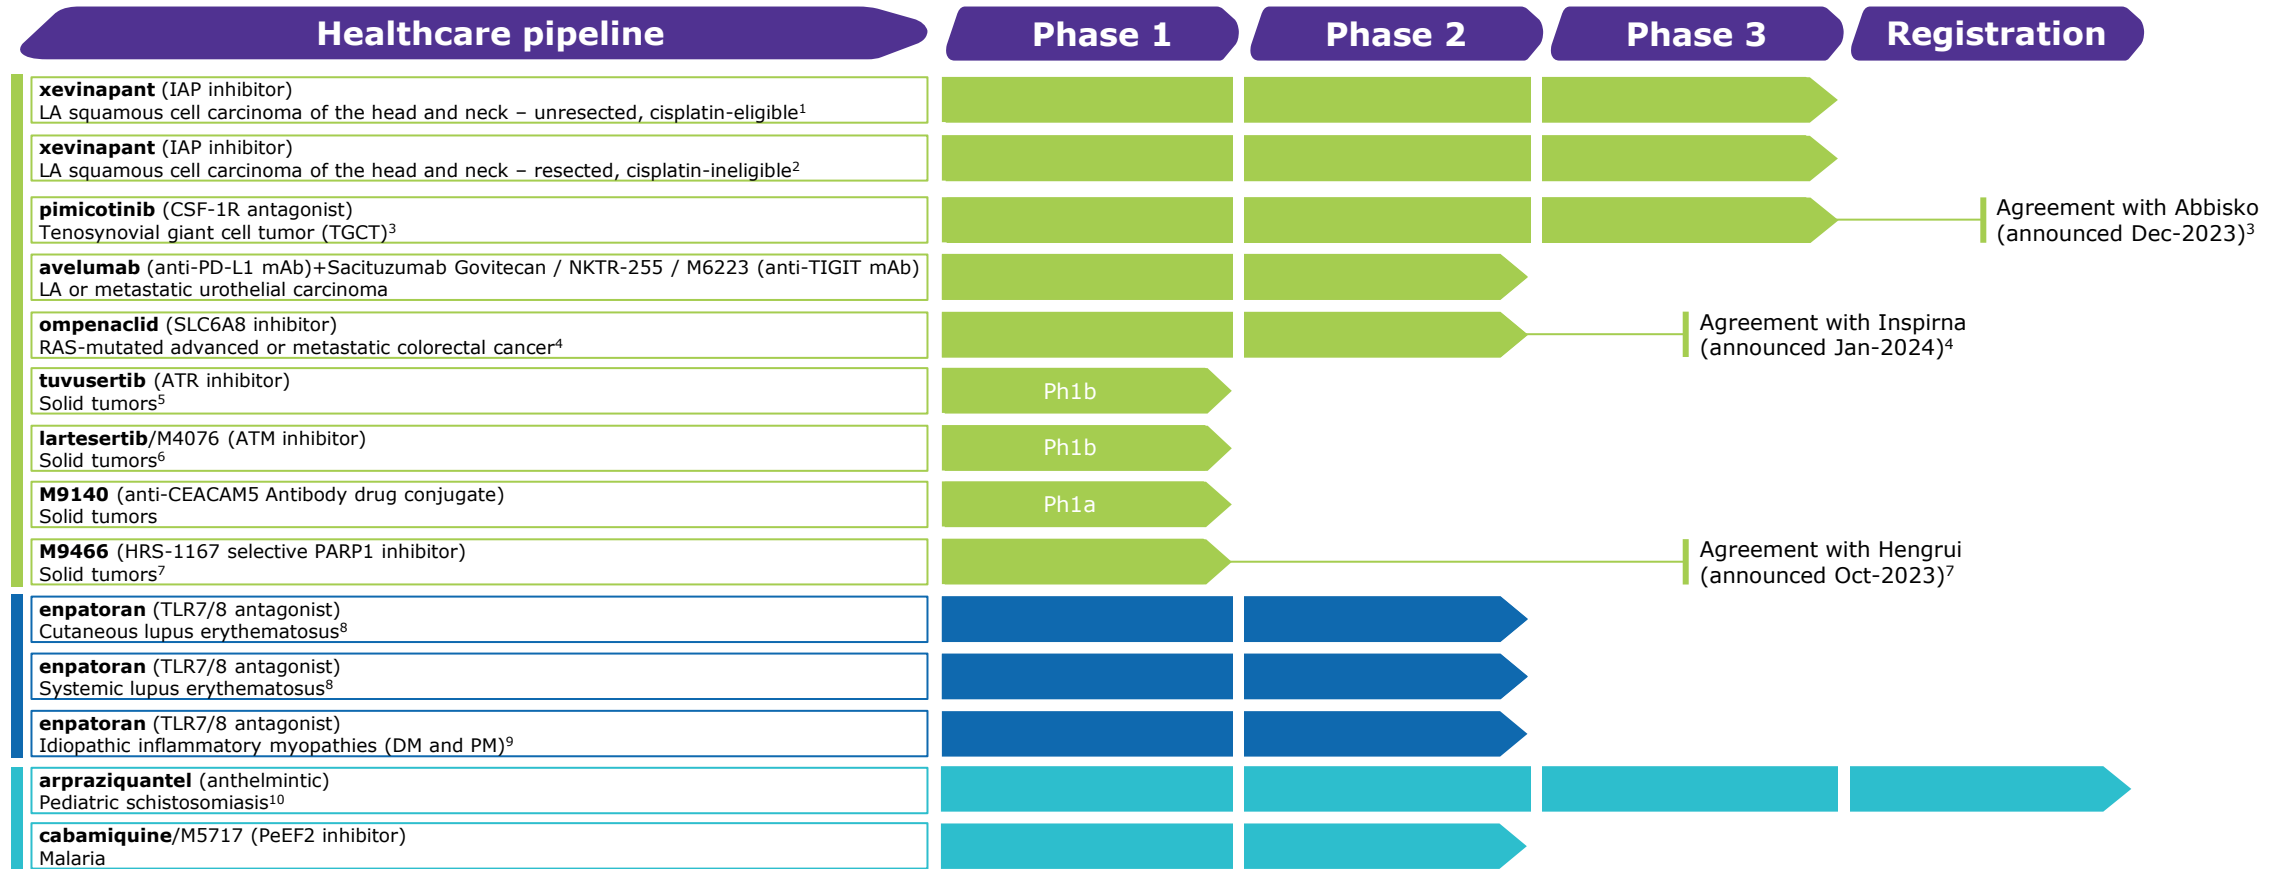 Healthcare pipeline
Phase 1
Phase 2
Phase 3
Registration
xevinapant (IAP inhibitor)
LA squamous cell carcinoma of the head and neck – unresected, cisplatin-eligible¹
xevinapant (IAP inhibitor)
LA squamous cell carcinoma of the head and neck – resected, cisplatin-ineligible²
pimicotinib (CSF-1R antagonist)
Tenosynovial giant cell tumor (TGCT)³
Agreement with Abbisko
(announced Dec-2023)³
avelumab (anti-PD-L1 mAb)+Sacituzumab Govitecan / NKTR-255 / M6223 (anti-TIGIT mAb)
LA or metastatic urothelial carcinoma
ompenaclid (SLC6A8 inhibitor)
RAS-mutated advanced or metastatic colorectal cancer⁴
Agreement with Inspirna
(announced Jan-2024)⁴
tuvusertib (ATR inhibitor)
Solid tumors⁵
Ph1b
lartesertib/M4076 (ATM inhibitor)
Solid tumors⁶
Ph1b
M9140 (anti-CEACAM5 Antibody drug conjugate)
Solid tumors
Ph1a
M9466 (HRS-1167 selective PARP1 inhibitor)
Solid tumors⁷
Agreement with Hengrui
(announced Oct-2023)⁷
enpatoran (TLR7/8 antagonist)
Cutaneous lupus erythematosus⁸
enpatoran (TLR7/8 antagonist)
Systemic lupus erythematosus⁸
enpatoran (TLR7/8 antagonist)
Idiopathic inflammatory myopathies (DM and PM)⁹
arpraziquantel (anthelmintic)
Pediatric schistosomiasis¹⁰
cabamiquine/M5717 (PeEF2 inhibitor)
Malaria